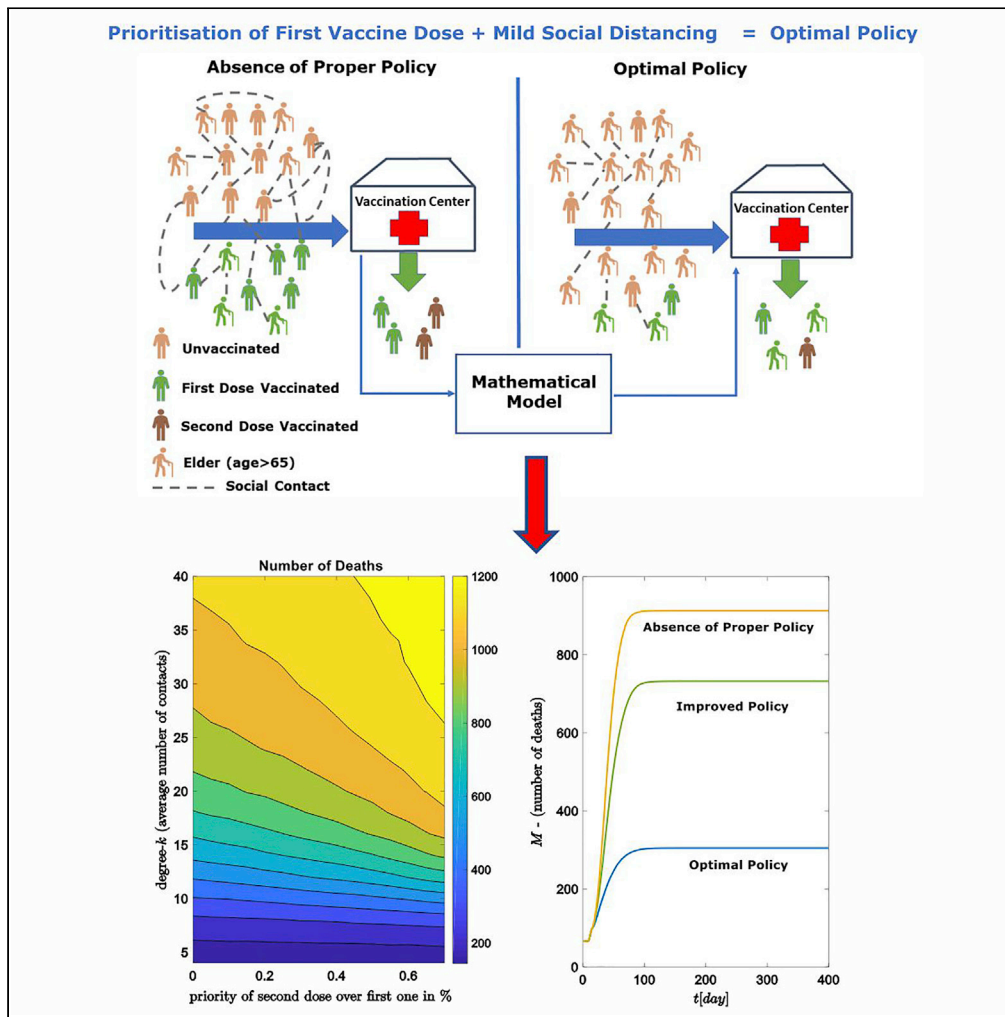 Prioritisation of First Vaccine Dose + Mild Social Distancing = Optimal Policy
Absence of Proper Policy
Optimal Policy
Vaccination Center
Vaccination Center
Unvaccinated
First Dose Vaccinated
Second Dose Vaccinated
Elder (age>65)
Social Contact
Mathematical
Model
Number of Deaths
40
35
30
25
20
15
10
5
degree-k (average number of contacts)
0
0.2
0.4
0.6
priority of second dose over first one in %
1200
1000
800
600
400
200
1000
800
600
400
200
0
M - (number of deaths)
Absence of Proper Policy
Improved Policy
Optimal Policy
0
100
200
300
400
t[day]